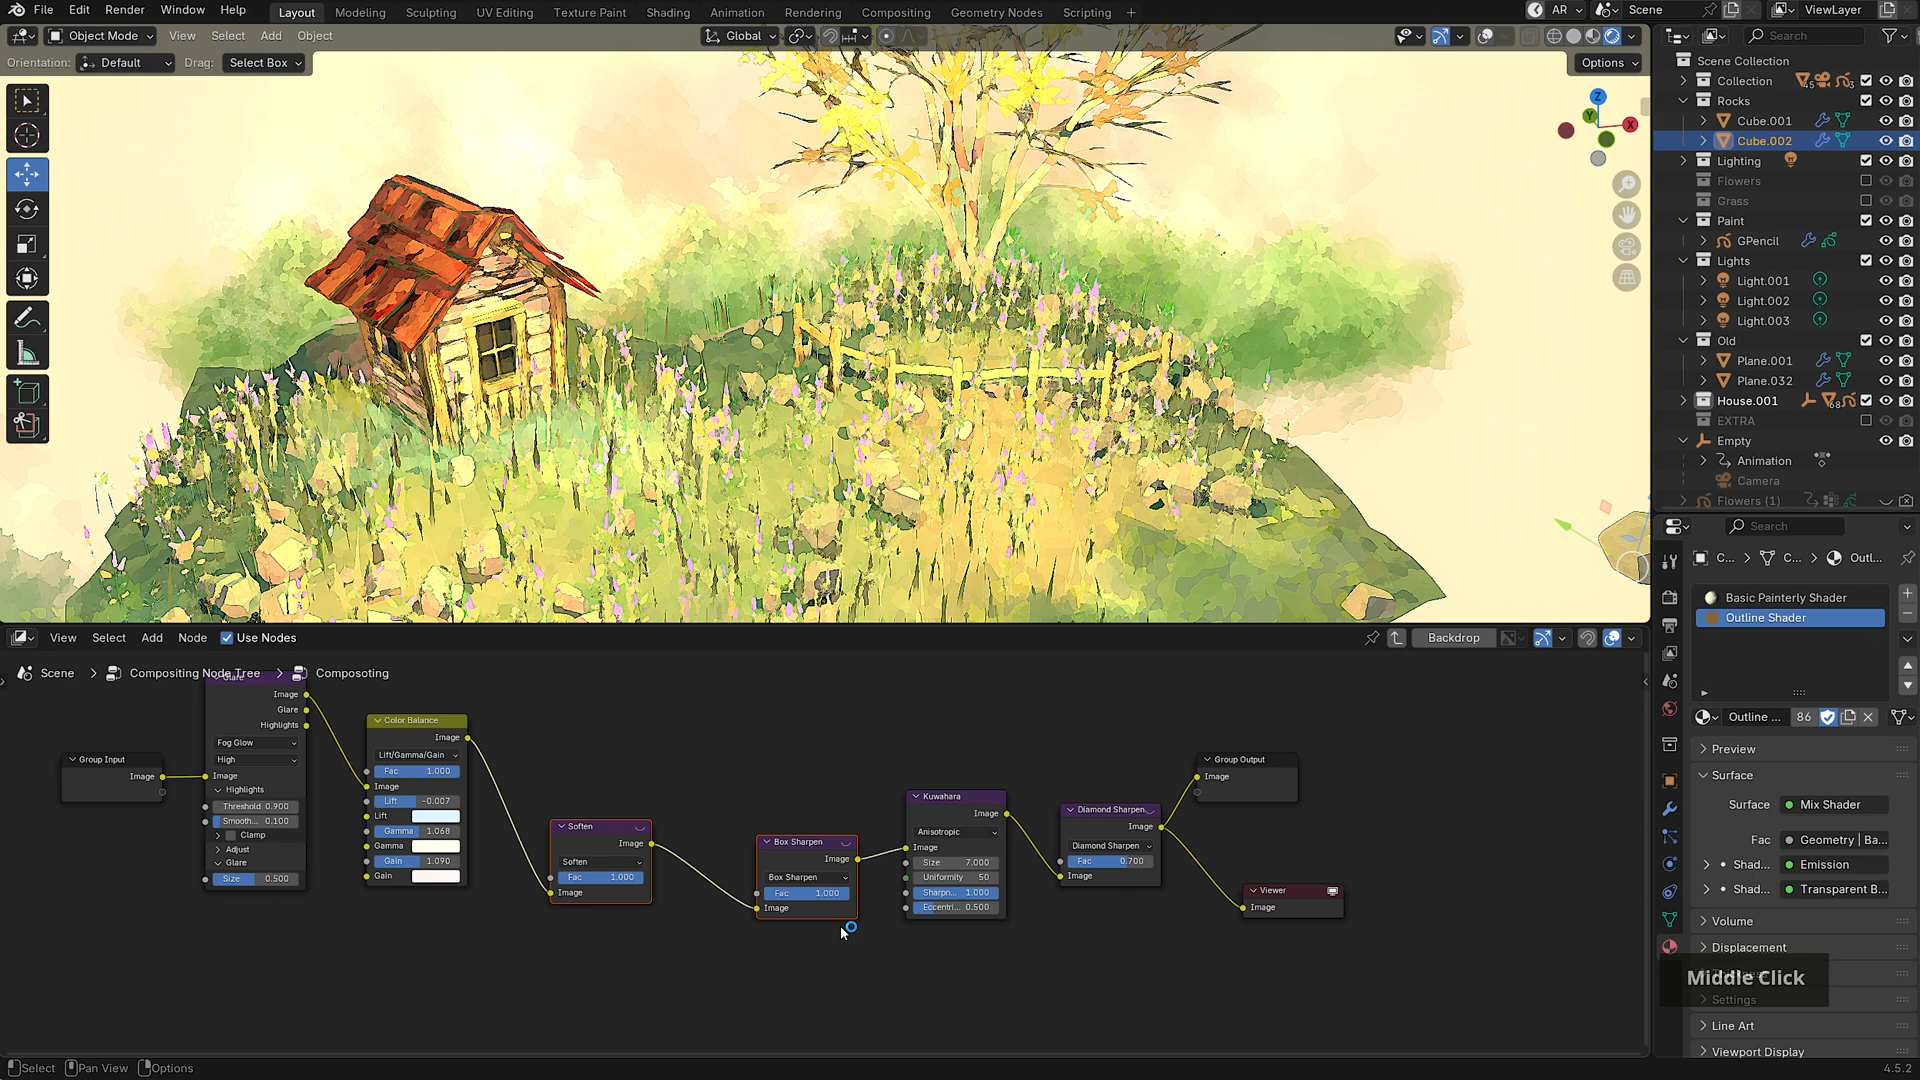 File Edit Render Window Help Layout Modeling Sculpting UV Editing Texture Paint Shading Animation Rendering Compositing Geometry Nodes Scripting + AR Scene ViewLayer
Object Mode View Select Add Object Global Search
Orientation: Default Drag: Select Box Options
Z
Y
X
Scene Collection
Collection 45 3
Rocks
Cube.001
Cube.002
Lighting
Flowers
Grass
Paint
GPencil
Lights
Light.001
Light.002
Light.003
Old
Plane.001
Plane.032
House.001 68
EXTRA
Empty
Animation
Camera
Flowers (1)
Search
C... > C... > Outl...
Basic Painterly Shader
Outline Shader
Outline ... 86
Preview
Surface
Surface Mix Shader
Fac Geometry | Ba...
Shad... Emission
Shad... Transparent B...
Volume
Displacement
Middle Click
Settings
Line Art
Viewport Display
View Select Add Node Use Nodes Backdrop
Scene > Compositing Node Tree > Composting
Group Input
Image
Glare
Image
Glare
Highlights
Fog Glow
High
Image
Highlights
Threshold 0.900
Smooth... 0.100
Clamp
Adjust
Glare
Size 0.500
Color Balance
Image
Lift/Gamma/Gain
Fac 1.000
Image
Lift -0.007
Lift
Gamma 1.068
Gamma
Gain 1.090
Gain
Soften
Image
Soften
Fac 1.000
Image
Box Sharpen
Image
Box Sharpen
Fac 1.000
Image
Kuwahara
Image
Anisotropic
Image
Size 7.000
Uniformity 50
Sharpn... 1.000
Eccentri... 0.500
Diamond Sharpen
Image
Diamond Sharpen
Fac 0.700
Image
Group Output
Image
Viewer
Image
Select Pan View Options 4.5.2